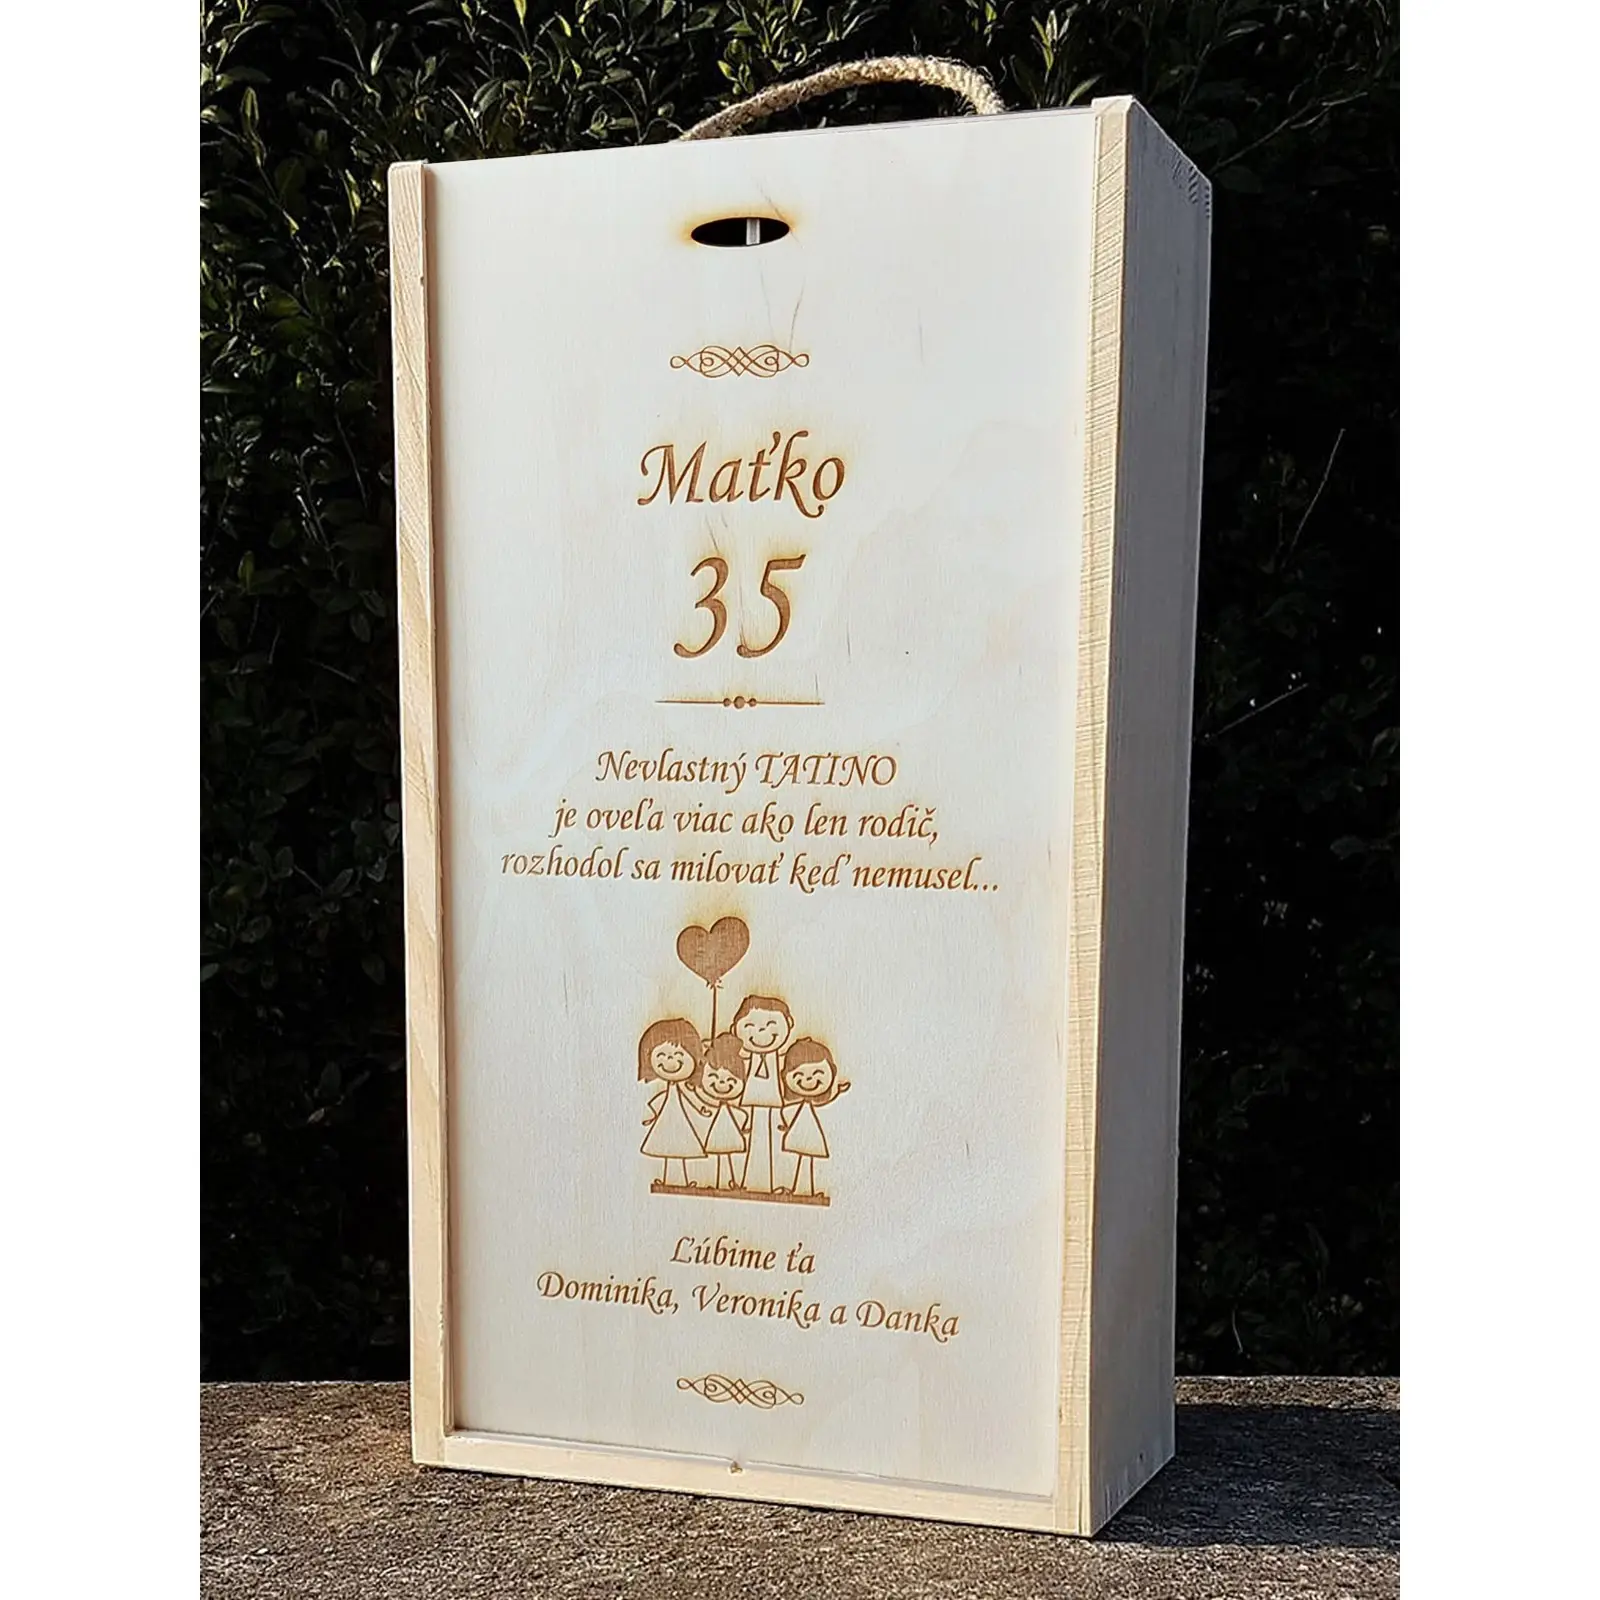 Maťko
35
Nevlastný TATINO
je oveľa viac ako len rodič,
rozhodol sa milovať keď nemusel...
Ľúbime ťa
Dominika, Veronika a Danka